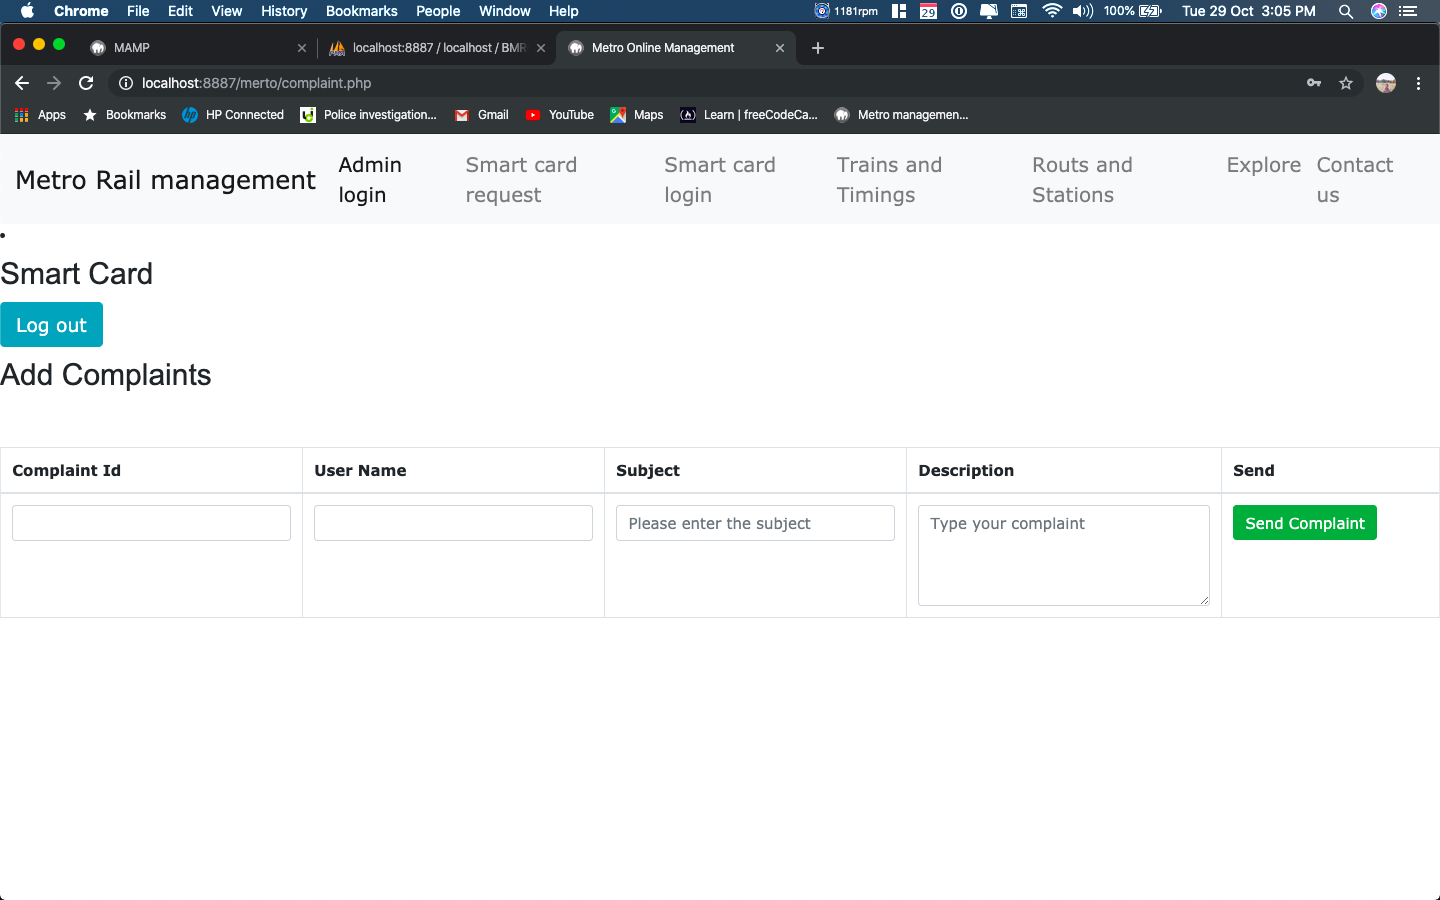 Chrome File Edit View History Bookmarks People Window Help 1181rpm 29 100% Tue 29 Oct 3:05 PM
MAMP localhost:8887 / localhost / BMR Metro Online Management
localhost:8887/merto/complaint.php
Apps Bookmarks HP Connected Police investigation... Gmail YouTube Maps Learn | freeCodeCa... Metro managemen...
Metro Rail management
Admin login
Smart card request
Smart card login
Trains and Timings
Routs and Stations
Explore
Contact us
Smart Card
Log out
Add Complaints
Complaint Id User Name Subject Description Send
Please enter the subject Type your complaint Send Complaint